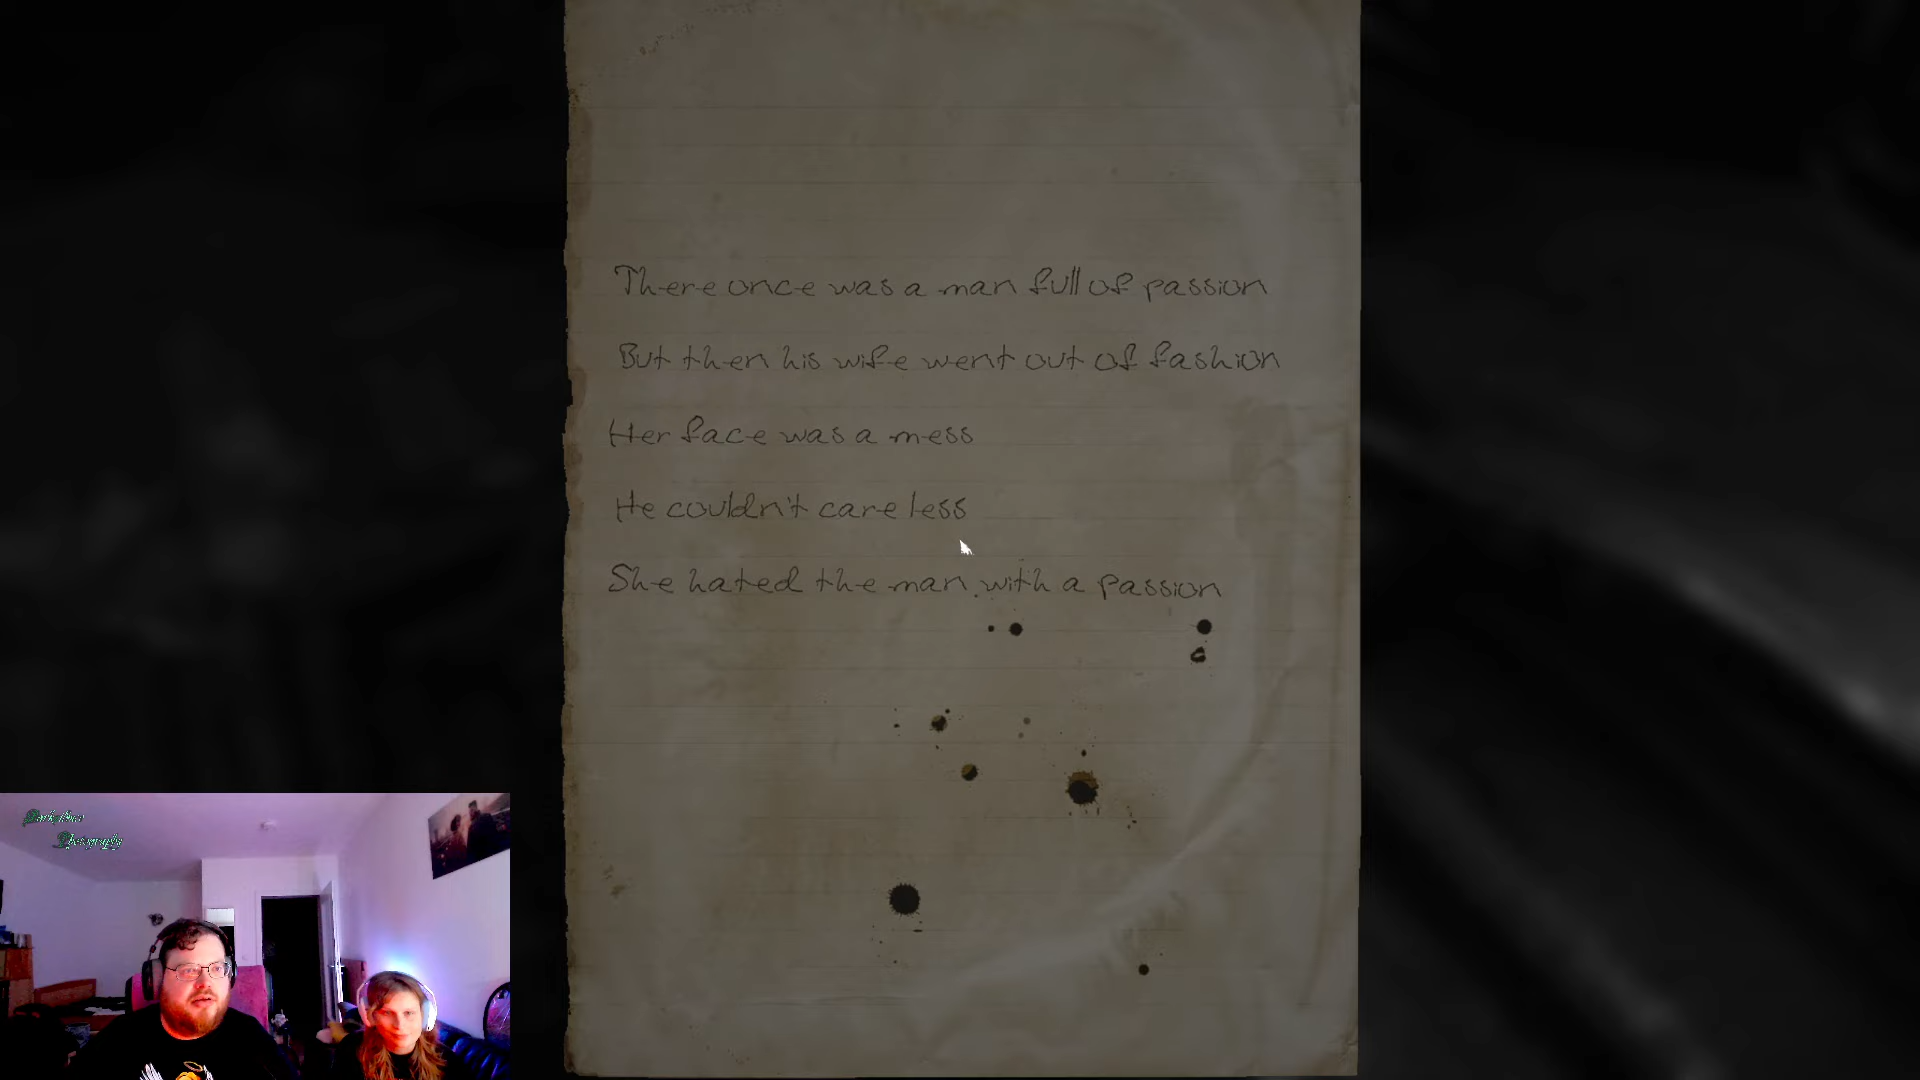 There once was a man full of passion
But then his wife went out of fashion
Her face was a mess
He couldn't care less
She hated the man with a passion
Photography